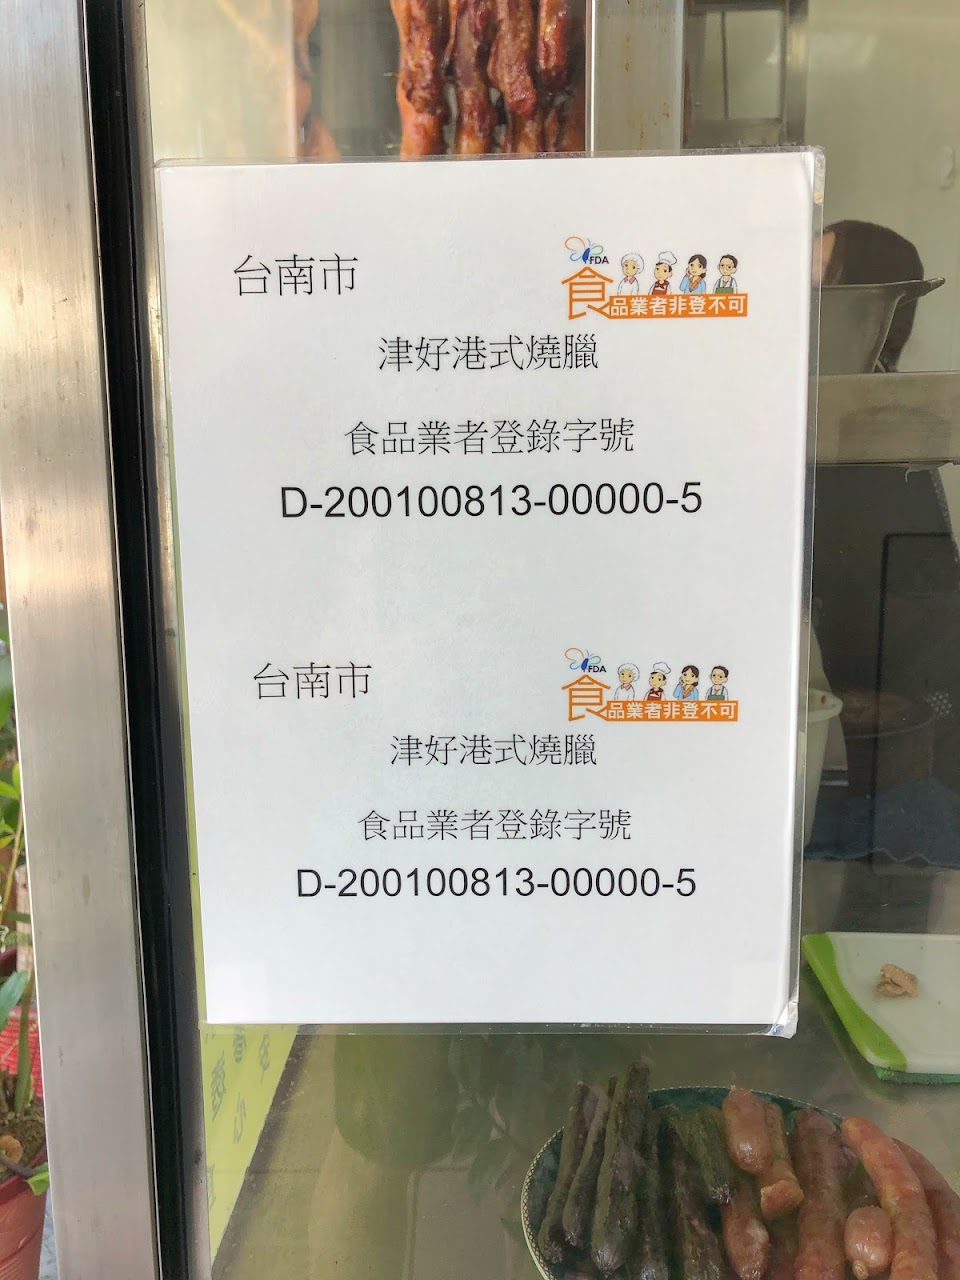 台南市
FDA
食品業者非登不可
津好港式燒臘
食品業者登錄字號
D-200100813-00000-5
台南市
FDA
食品業者非登不可
津好港式燒臘
食品業者登錄字號
D-200100813-00000-5